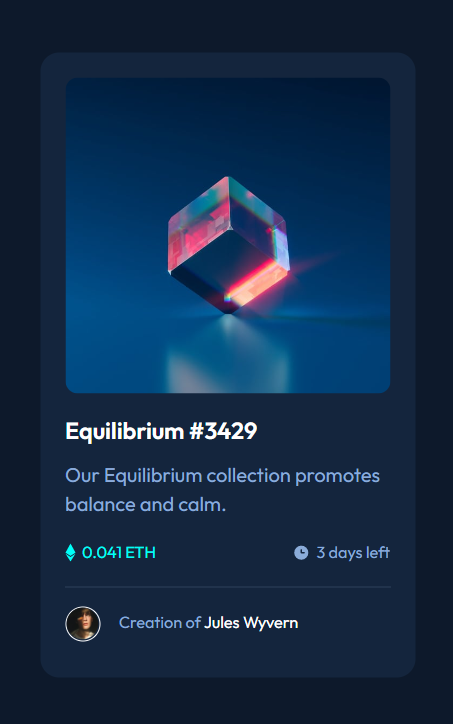 Equilibrium #3429
Our Equilibrium collection promotes
balance and calm.
0.041 ETH
3 days left
Creation of Jules Wyvern